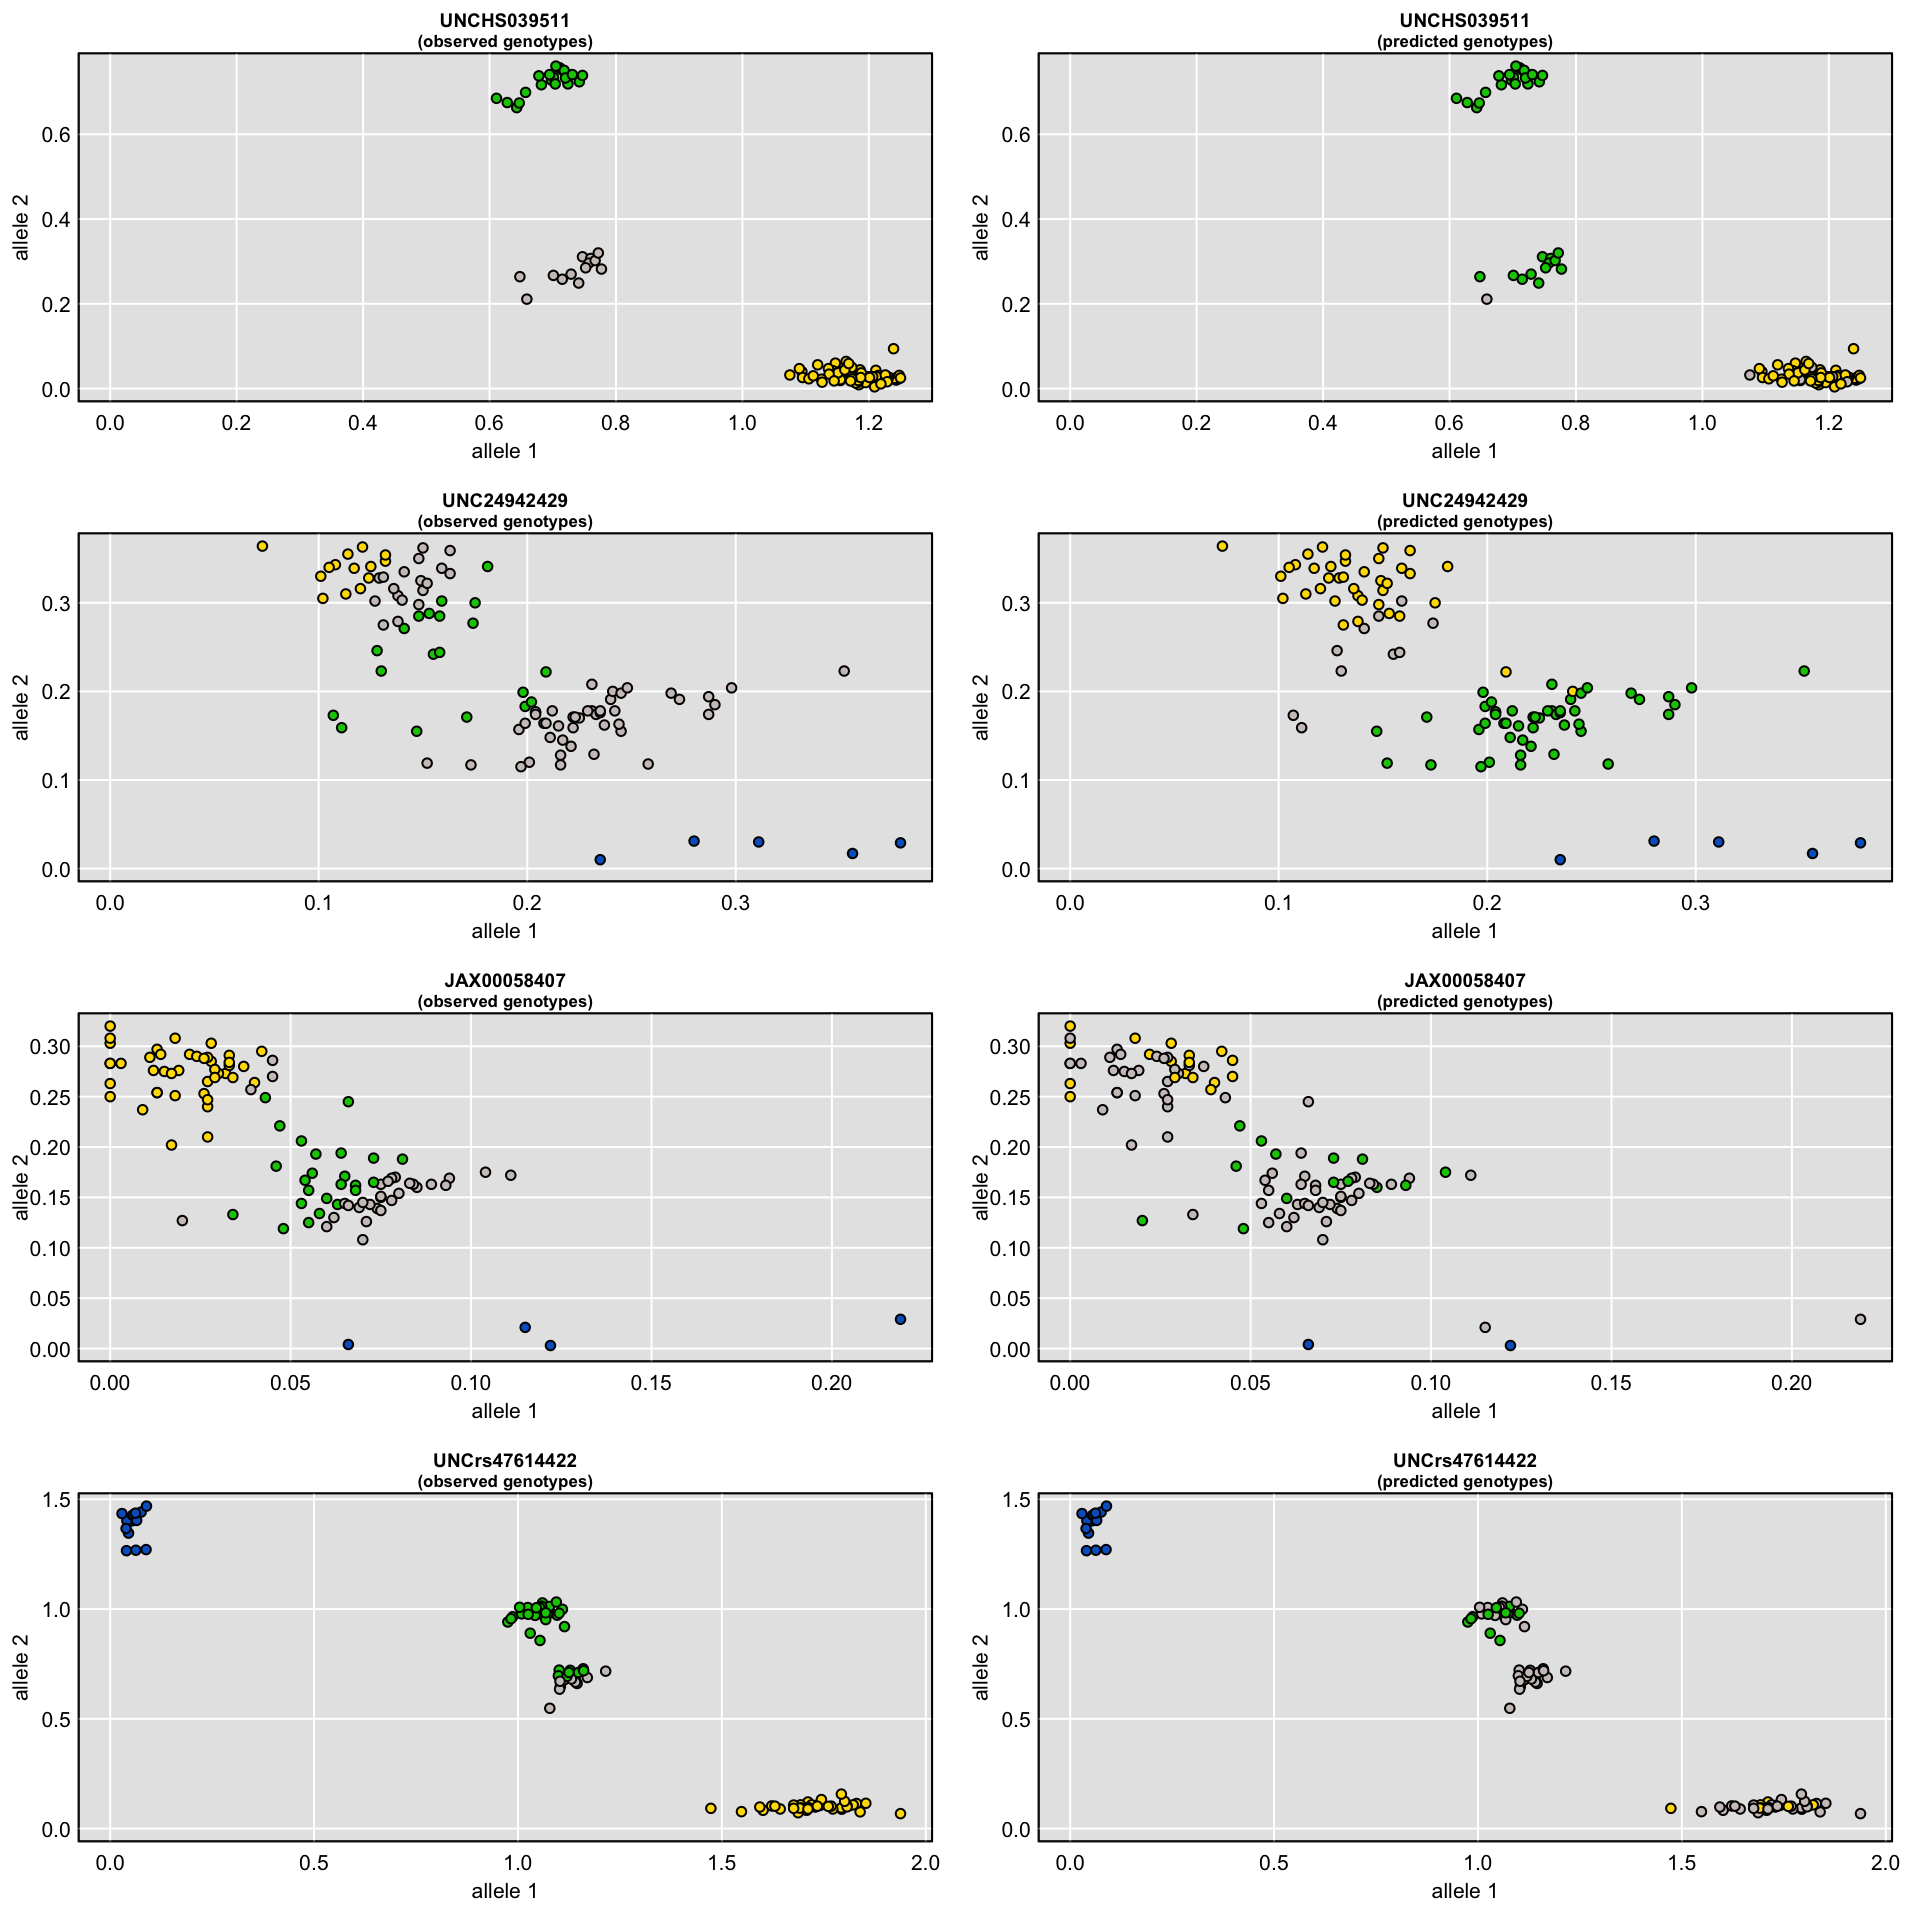 UNCHS039511
(observed genotypes)
allele 2
0.6
0.4
0.2
0.0
0.0 0.2 0.4 0.6 0.8 1.0 1.2
allele 1
UNCHS039511
(predicted genotypes)
allele 2
0.6
0.4
0.2
0.0
0.0 0.2 0.4 0.6 0.8 1.0 1.2
allele 1
UNC24942429
(observed genotypes)
allele 2
0.3
0.2
0.1
0.0
0.0 0.1 0.2 0.3
allele 1
UNC24942429
(predicted genotypes)
allele 2
0.3
0.2
0.1
0.0
0.0 0.1 0.2 0.3
allele 1
JAX00058407
(observed genotypes)
allele 2
0.30
0.25
0.20
0.15
0.10
0.05
0.00
0.00 0.05 0.10 0.15 0.20
allele 1
JAX00058407
(predicted genotypes)
allele 2
0.30
0.25
0.20
0.15
0.10
0.05
0.00
0.00 0.05 0.10 0.15 0.20
allele 1
UNCrs47614422
(observed genotypes)
allele 2
1.5
1.0
0.5
0.0
0.0 0.5 1.0 1.5 2.0
allele 1
UNCrs47614422
(predicted genotypes)
allele 2
1.5
1.0
0.5
0.0
0.0 0.5 1.0 1.5 2.0
allele 1